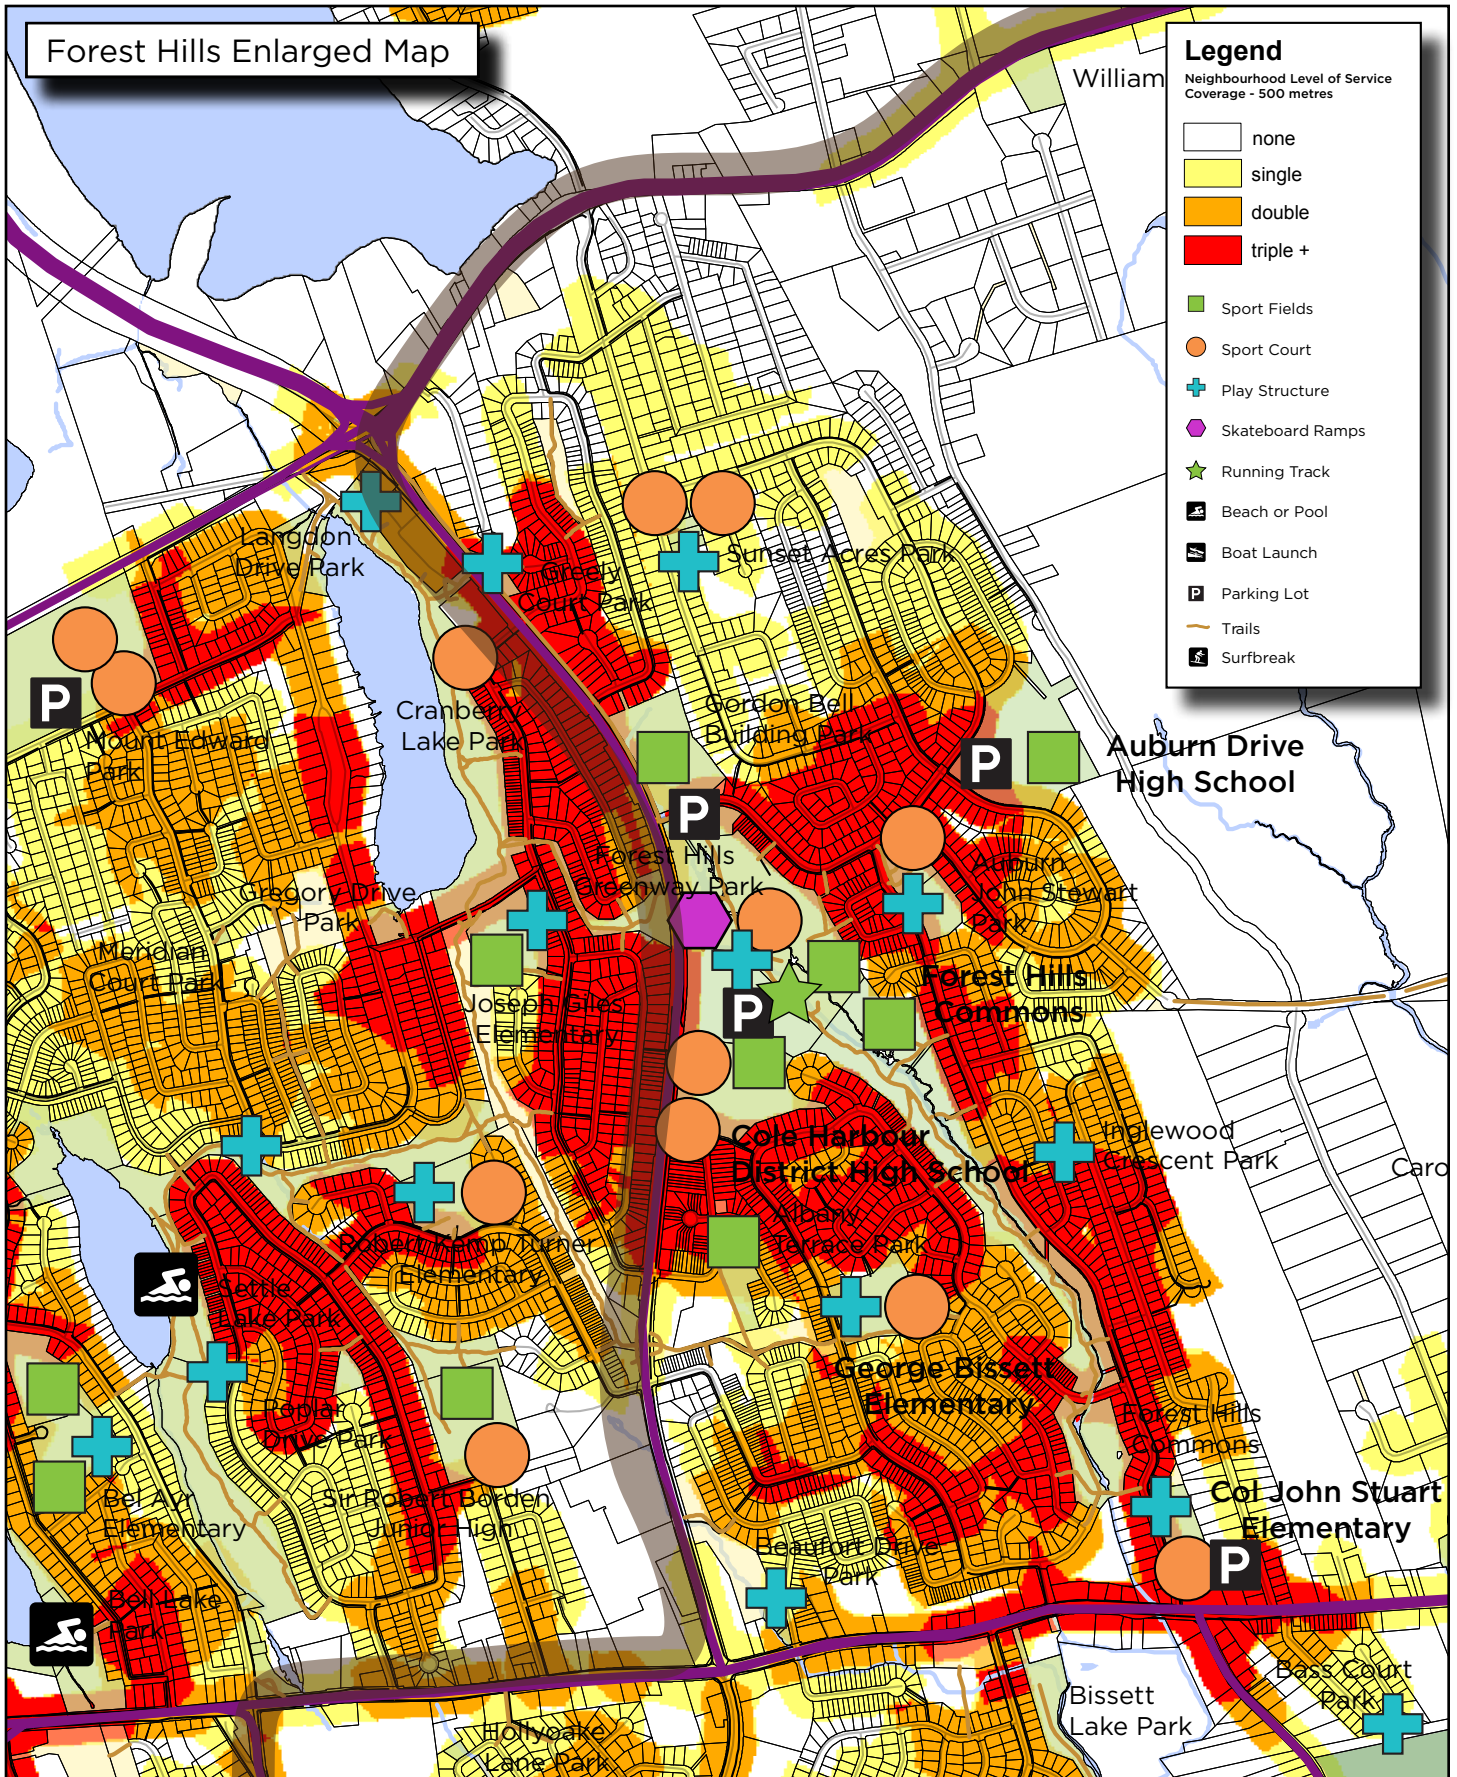 Forest Hills Enlarged Map
William
Legend
Neighbourhood Level of Service
Coverage - 500 metres
none
single
double
triple +
Sport Fields
Sport Court
Play Structure
Skateboard Ramps
Running Track
Beach or Pool
Boat Launch
P
Parking Lot
Trails
Surfbreak
Langdon
Drive Park
Greely
Court Park
Sunset Acres Park
P
Mount Edward
Park
Cranberry
Lake Park
Gordon Bell
Building Park
P
Auburn Drive
High School
P
Forest Hills
Greenway Park
Auburn
John Stewart
Park
Gregory Drive
Park
Meridian
Court Park
Joseph Giles
Elementary
P
Forest Hills
Commons
Cole Harbour
District High School
Inglewood
Crescent Park
Caro
Albany
Terrace Park
Robert Kemp Turner
Elementary
Settle
Lake Park
George Bissett
Elementary
Poplar
Drive Park
Forest Hills
Commons
Sir Robert Borden
Junior High
Bel Ayr
Elementary
Col John Stuart
Elementary
P
Beaufort Drive
Park
Bell Lake
Park
Bass Court
Park
Bissett
Lake Park
Hollyoake
Lane Park